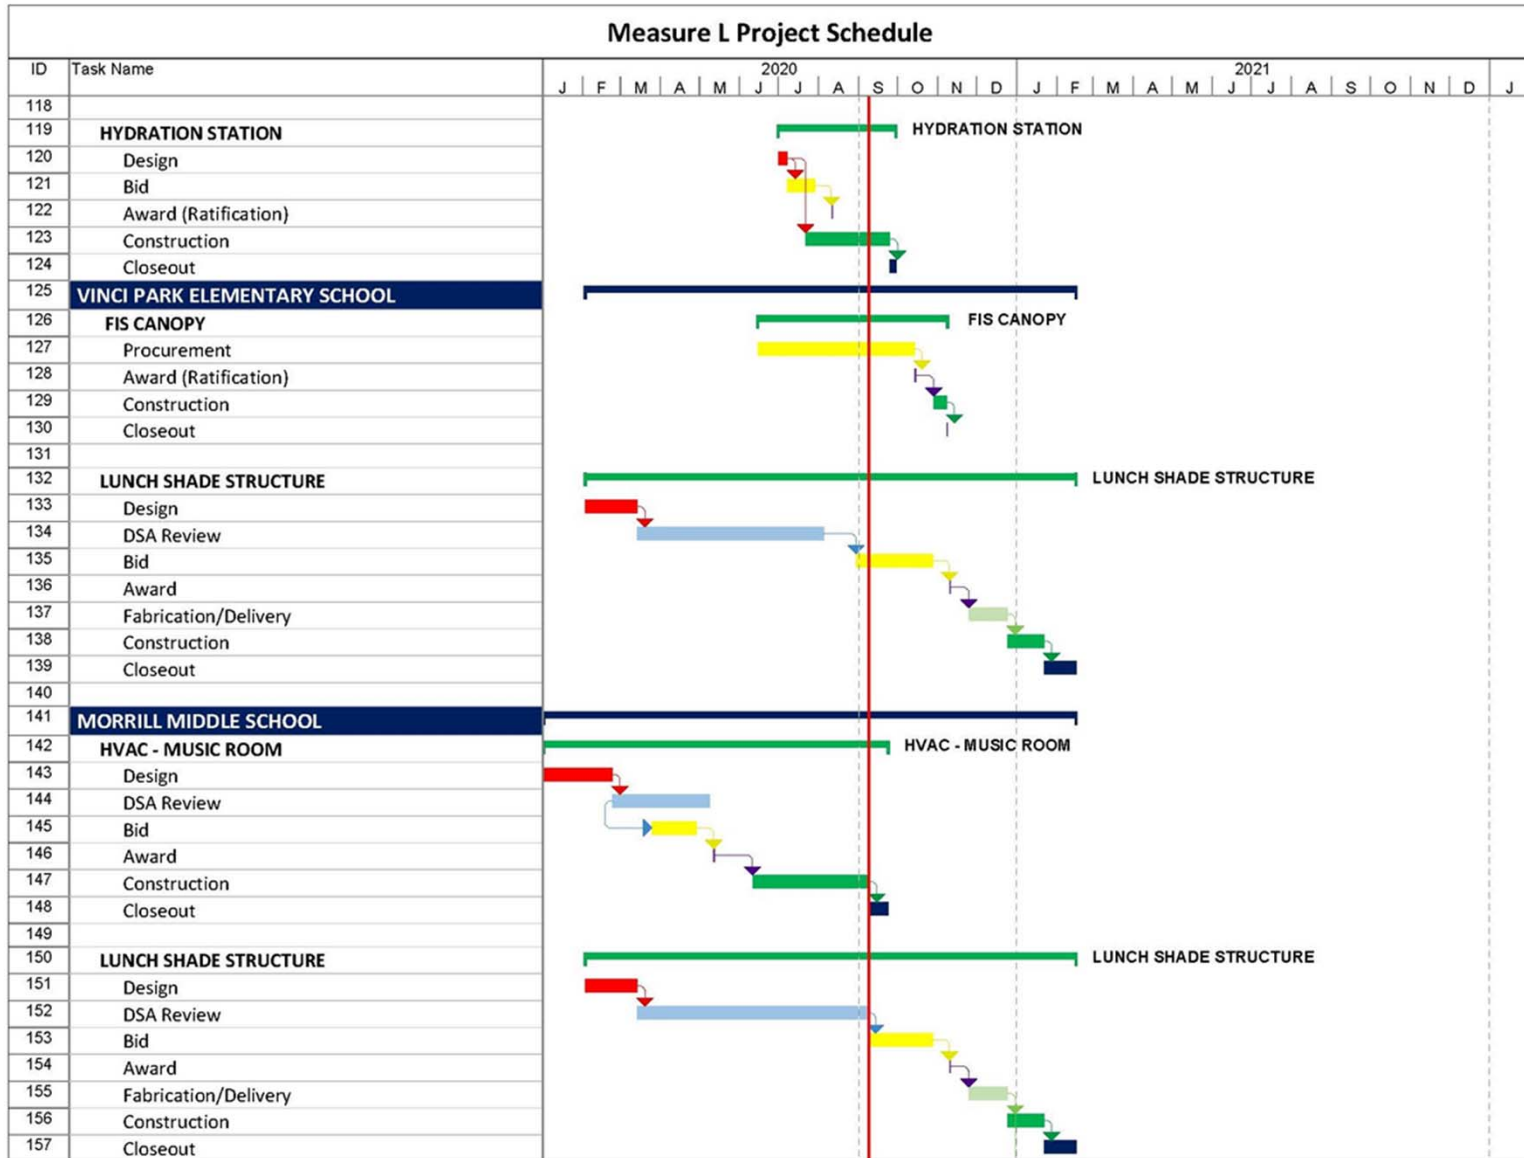 Measure L Project Schedule
ID Task Name 2020 2021
J F M A M J J A S O N D J F M A M J J A S O N D J
118
119 HYDRATION STATION HYDRATION STATION
120 Design
121 Bid
122 Award (Ratification)
123 Construction
124 Closeout
125 VINCI PARK ELEMENTARY SCHOOL
126 FIS CANOPY FIS CANOPY
127 Procurement
128 Award (Ratification)
129 Construction
130 Closeout
131
132 LUNCH SHADE STRUCTURE LUNCH SHADE STRUCTURE
133 Design
134 DSA Review
135 Bid
136 Award
137 Fabrication/Delivery
138 Construction
139 Closeout
140
141 MORRILL MIDDLE SCHOOL
142 HVAC - MUSIC ROOM HVAC - MUSIC ROOM
143 Design
144 DSA Review
145 Bid
146 Award
147 Construction
148 Closeout
149
150 LUNCH SHADE STRUCTURE LUNCH SHADE STRUCTURE
151 Design
152 DSA Review
153 Bid
154 Award
155 Fabrication/Delivery
156 Construction
157 Closeout